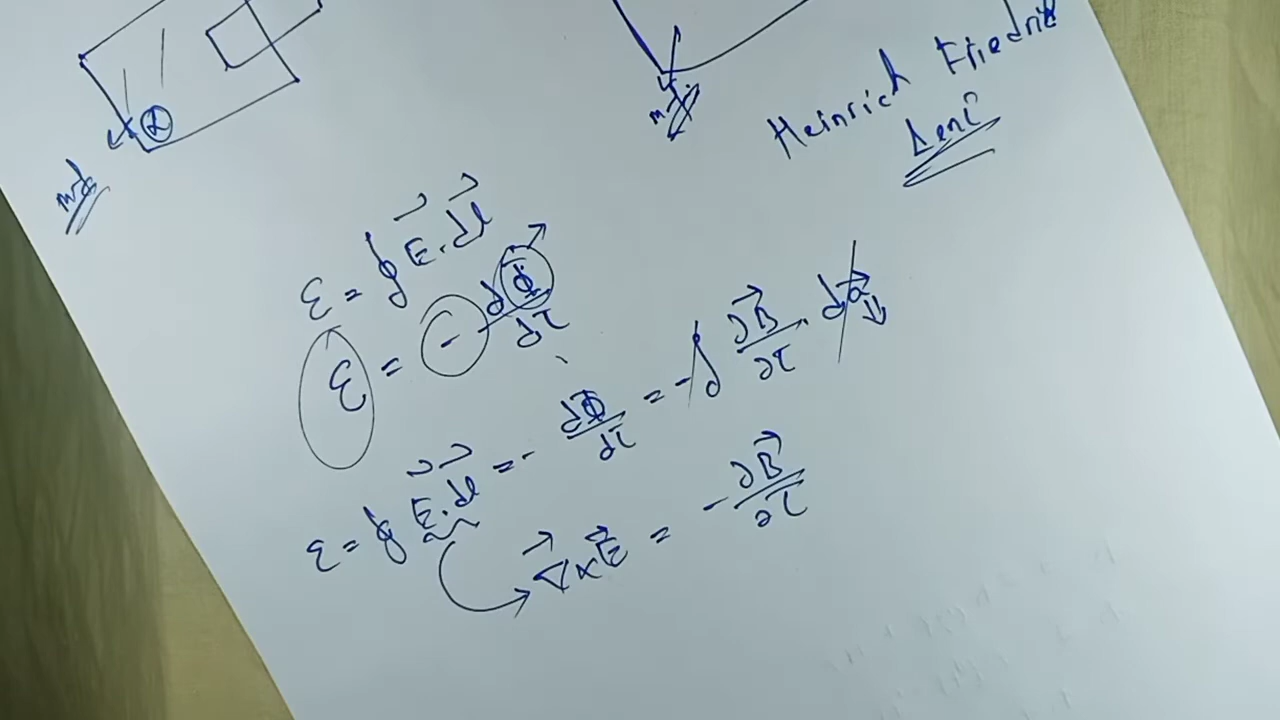 Heinrich Friedric
Lenz
ε = ∮ E⃗ · dl⃗
ε = - dΦ/dt
ε = ∮ E⃗ · dl⃗ = - dΦ/dt = - ∮ ∂B⃗/∂t · da⃗
∇⃗ × E⃗ = - ∂B⃗/∂t